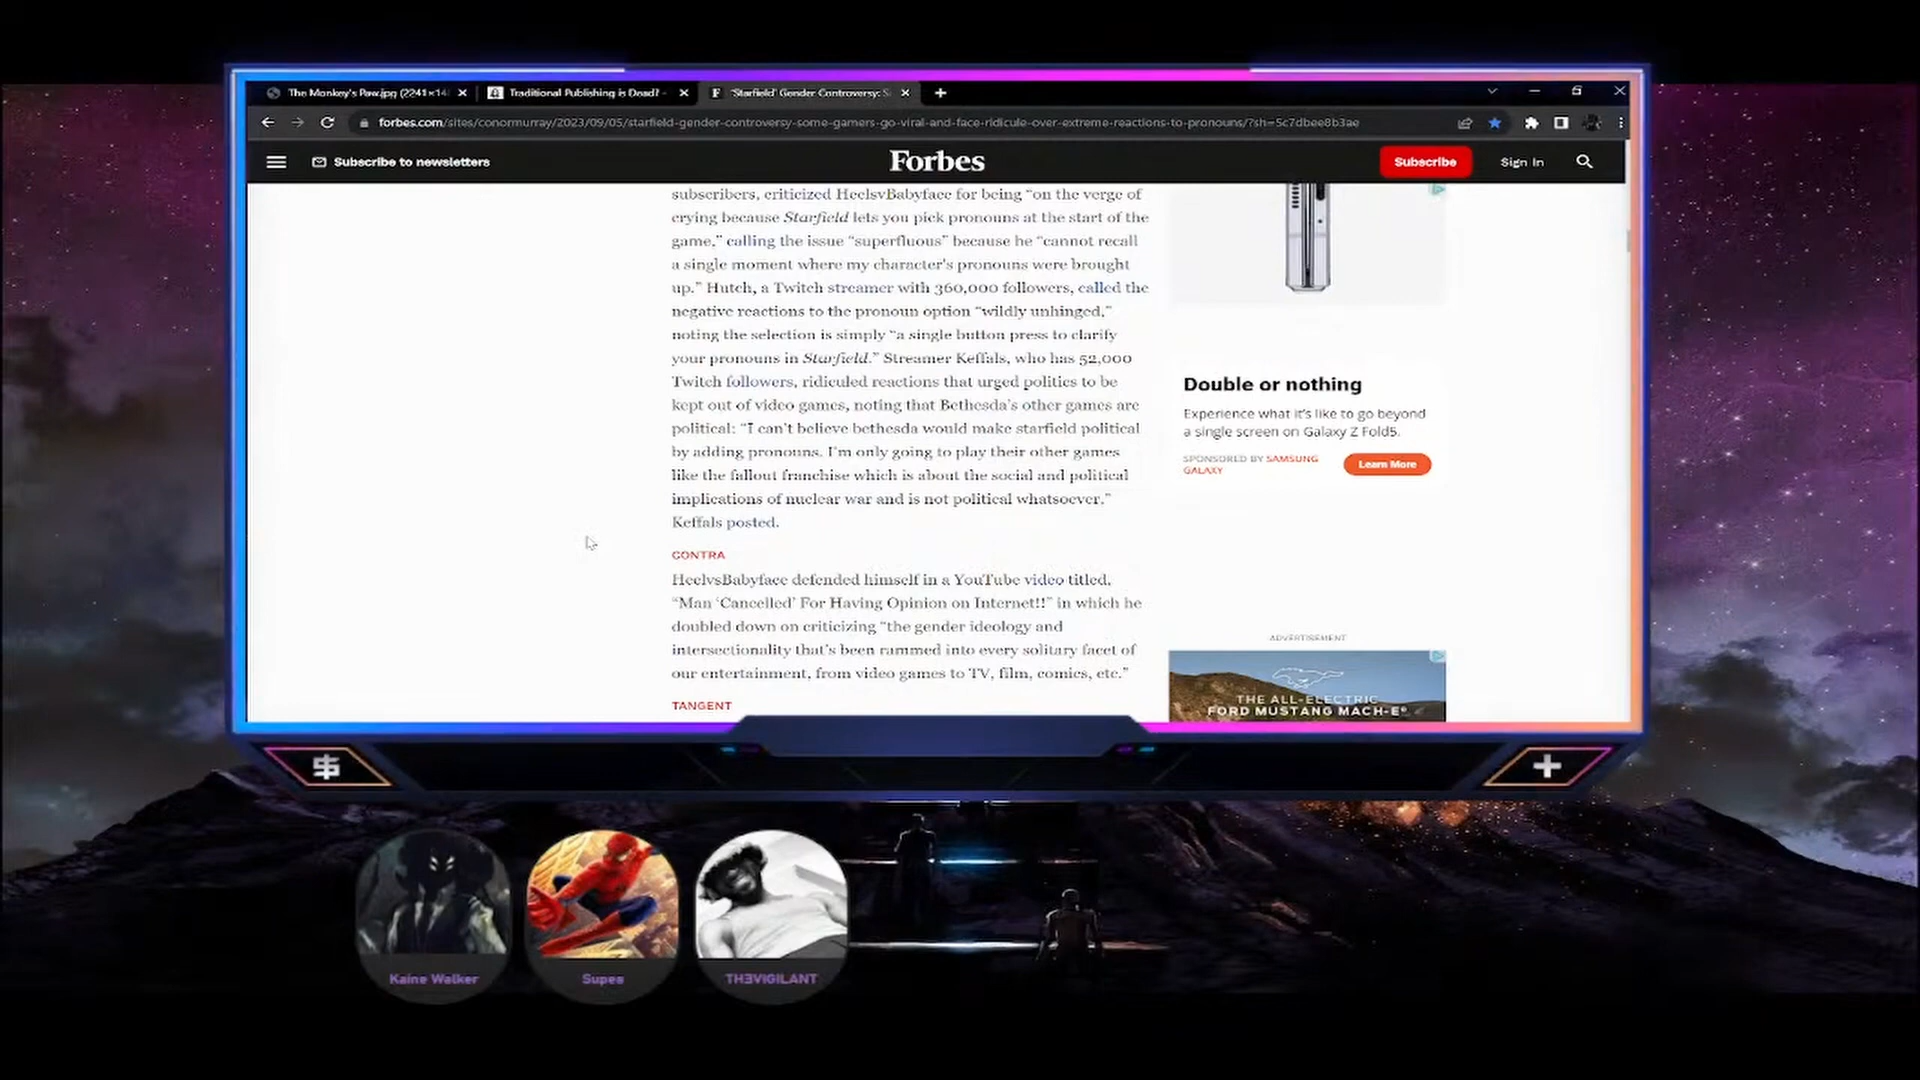 The Monkey's Paw.jpg (2241×14
Traditional Publishing is Dead? -
'Starfield' Gender Controversy: S
forbes.com/sites/conormurray/2023/09/05/starfield-gender-controversy-some-gamers-go-viral-and-face-ridicule-over-extreme-reactions-to-pronouns/?sh=5c7dbee8b3ae
Subscribe to newsletters
Forbes
Subscribe
Sign In
subscribers, criticized HeelsvBabyface for being “on the verge of
crying because Starfield lets you pick pronouns at the start of the
game,” calling the issue “superfluous” because he “cannot recall
a single moment where my character's pronouns were brought
up.” Hutch, a Twitch streamer with 360,000 followers, called the
negative reactions to the pronoun option “wildly unhinged,”
noting the selection is simply “a single button press to clarify
your pronouns in Starfield.” Streamer Keffals, who has 52,000
Twitch followers, ridiculed reactions that urged politics to be
kept out of video games, noting that Bethesda's other games are
political: “I can't believe bethesda would make starfield political
by adding pronouns. I'm only going to play their other games
like the fallout franchise which is about the social and political
implications of nuclear war and is not political whatsoever,”
Keffals posted.
CONTRA
HeelvsBabyface defended himself in a YouTube video titled,
“Man ‘Cancelled’ For Having Opinion on Internet!!” in which he
doubled down on criticizing “the gender ideology and
intersectionality that's been rammed into every solitary facet of
our entertainment, from video games to TV, film, comics, etc.”
TANGENT
Double or nothing
Experience what it's like to go beyond
a single screen on Galaxy Z Fold5.
SPONSORED BY SAMSUNG
GALAXY
Learn More
ADVERTISEMENT
THE ALL-ELECTRIC
FORD MUSTANG MACH-E®
$
+
Kaine Walker
Supes
THƎVIGILANT